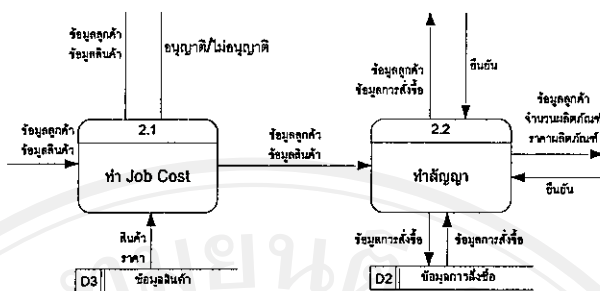 ข้อมูลลูกค้า
ข้อมูลสินค้า
อนุญาติ/ไม่อนุญาติ
ข้อมูลลูกค้า
ข้อมูลการสั่งซื้อ
ยืนยัน
ข้อมูลลูกค้า
ข้อมูลสินค้า
2.1
ทำ Job Cost
ข้อมูลลูกค้า
ข้อมูลสินค้า
2.2
ทำสัญญา
ข้อมูลลูกค้า
จำนวนผลิตภัณฑ์
ราคาผลิตภัณฑ์
ยืนยัน
สินค้า
ราคา
ข้อมูลการสั่งซื้อ
ข้อมูลการสั่งซื้อ
D3
ข้อมูลสินค้า
D2
ข้อมูลการสั่งซื้อ